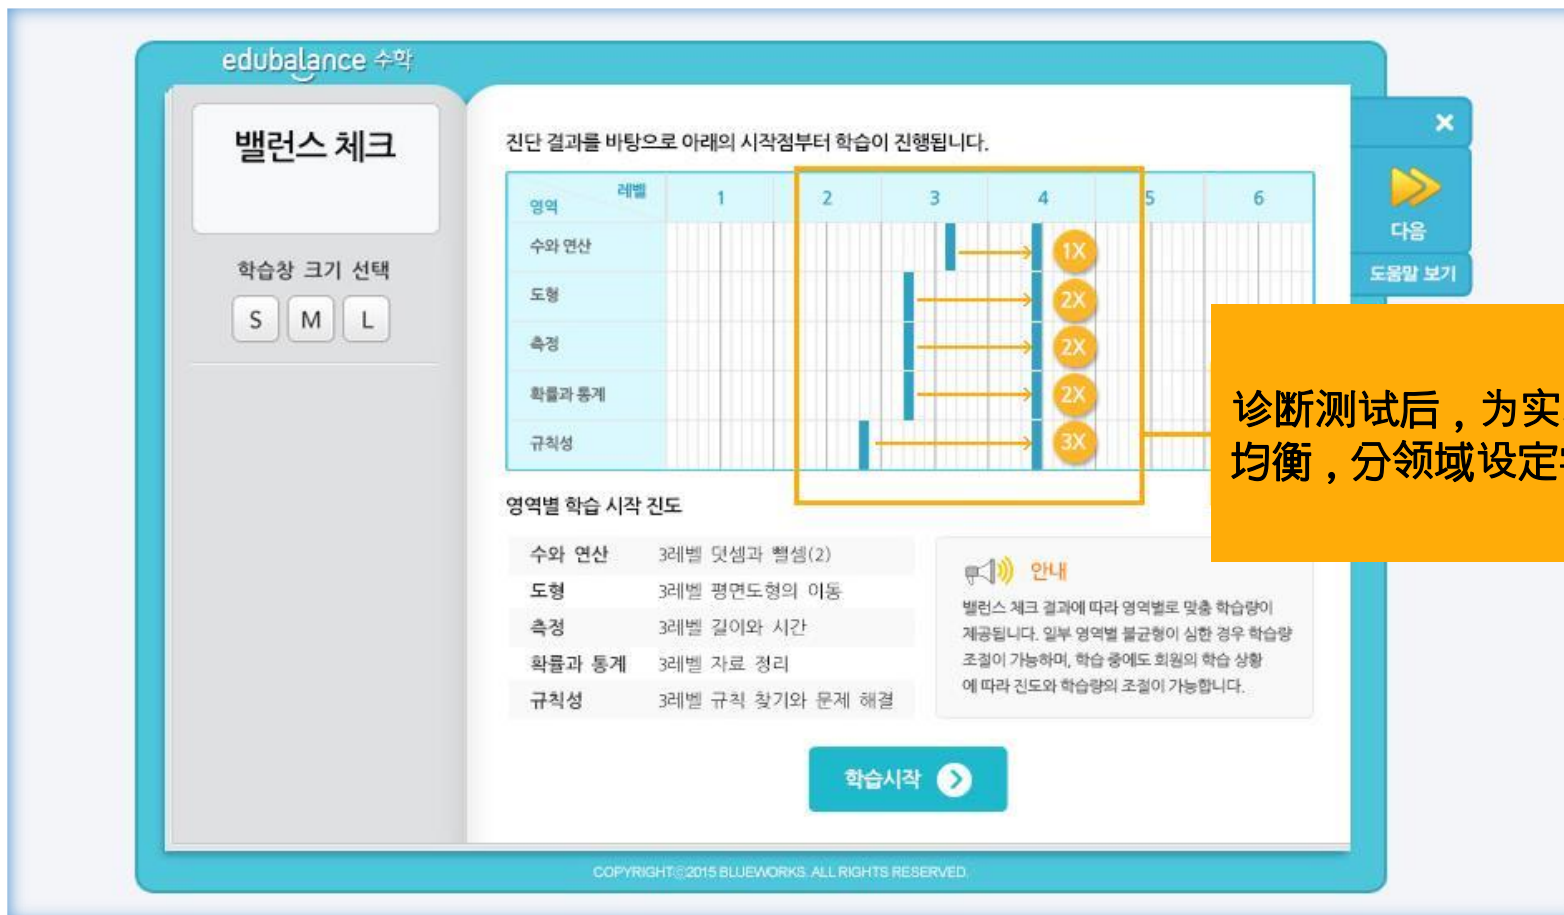 edubalance 수학
밸런스 체크
학습창 크기 선택
S M L
진단 결과를 바탕으로 아래의 시작점부터 학습이 진행됩니다.
레벨
영역
1 2 3 4 5 6
수와 연산 1X
도형 2X
측정 2X
확률과 통계 2X
규칙성 3X
영역별 학습 시작 진도
수와 연산 3레벨 덧셈과 뺄셈(2)
도형 3레벨 평면도형의 이동
측정 3레벨 길이와 시간
확률과 통계 3레벨 자료 정리
규칙성 3레벨 규칙 찾기와 문제 해결
안내
밸런스 체크 결과에 따라 영역별로 맞춤 학습량이
제공됩니다. 일부 영역별 불균형이 심한 경우 학습량
조절이 가능하며, 학습 중에도 회원의 학습 상황
에 따라 진도와 학습량의 조절이 가능합니다.
학습시작
다음
도움말 보기
诊断测试后，为实
均衡，分领域设定
COPYRIGHTⓒ2015 BLUEWORKS. ALL RIGHTS RESERVED.